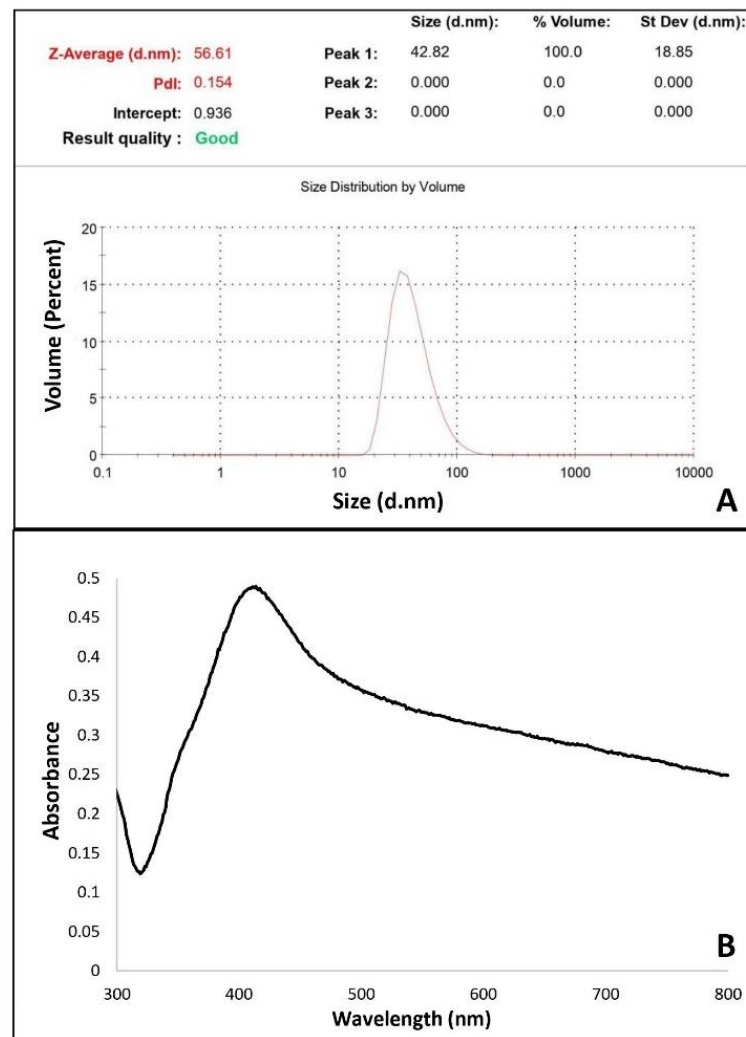 Size (d.nm): % Volume: St Dev (d.nm):
Z-Average (d.nm): 56.61 Peak 1: 42.82 100.0 18.85
PdI: 0.154 Peak 2: 0.000 0.0 0.000
Intercept: 0.936 Peak 3: 0.000 0.0 0.000
Result quality : Good
Size Distribution by Volume
Volume (Percent)
20
15
10
5
0
0.1 1 10 100 1000 10000
Size (d.nm)
A
Absorbance
0.5
0.45
0.4
0.35
0.3
0.25
0.2
0.15
0.1
0.05
0
300 400 500 600 700 800
Wavelength (nm)
B